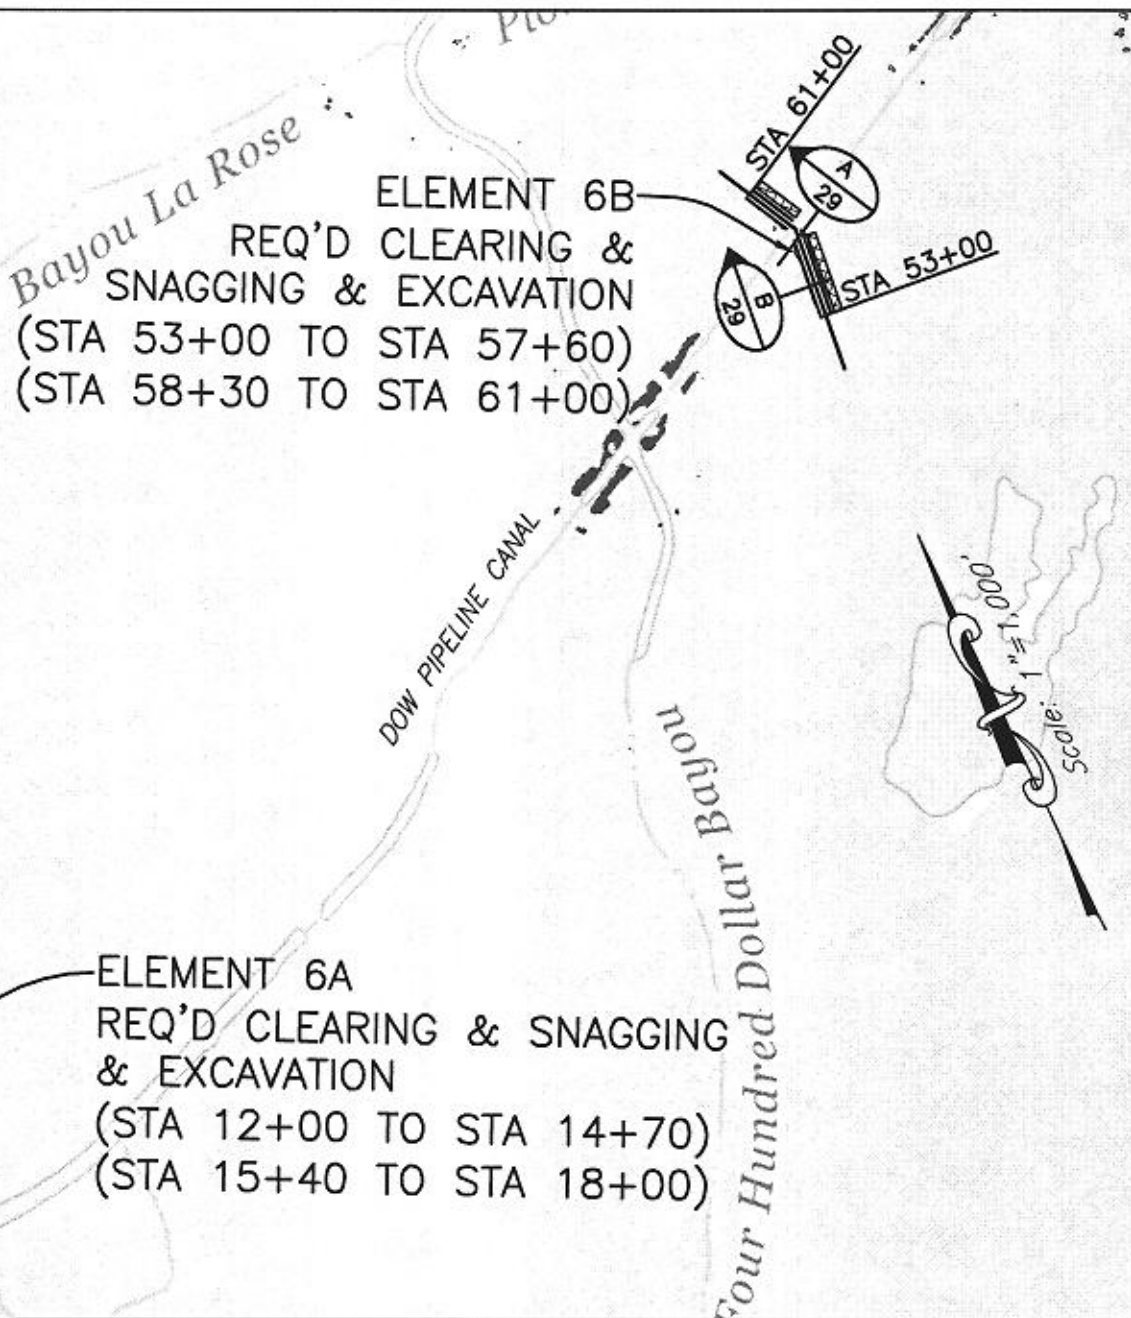 Bayou La Rose
STA 61+00
A
29
ELEMENT 6B
REQ'D CLEARING &
SNAGGING & EXCAVATION
(STA 53+00 TO STA 57+60)
(STA 58+30 TO STA 61+00)
B
29
STA 53+00
DOW PIPELINE CANAL
Scale: 1"=1,000'
Four Hundred Dollar Bayou
ELEMENT 6A
REQ'D CLEARING & SNAGGING
& EXCAVATION
(STA 12+00 TO STA 14+70)
(STA 15+40 TO STA 18+00)